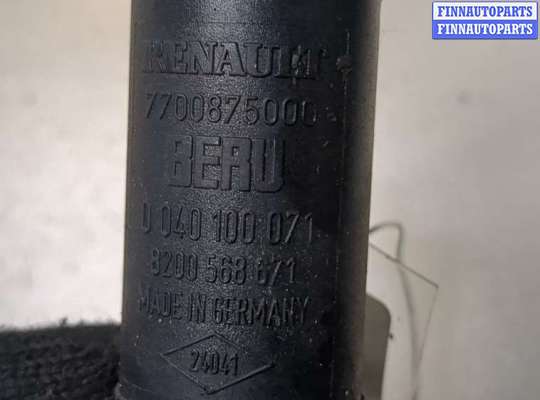 FINNAUTOPARTS
FINNAUTOPARTS
RENAULT
7700875000
BERU
0 040 100 071
8200 568 671
MADE IN GERMANY
24041